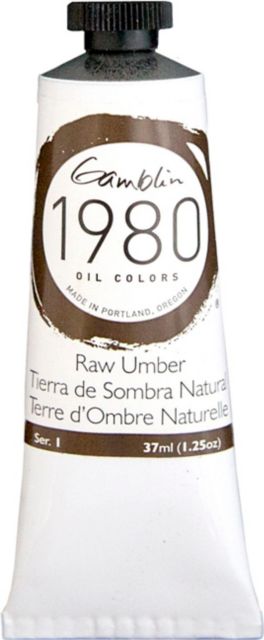 Gamblin
1980
OIL COLORS
MADE IN PORTLAND, OREGON
®
Raw Umber
Tierra de Sombra Natural
Terre d'Ombre Naturelle
Ser. 1 37ml (1.25oz)